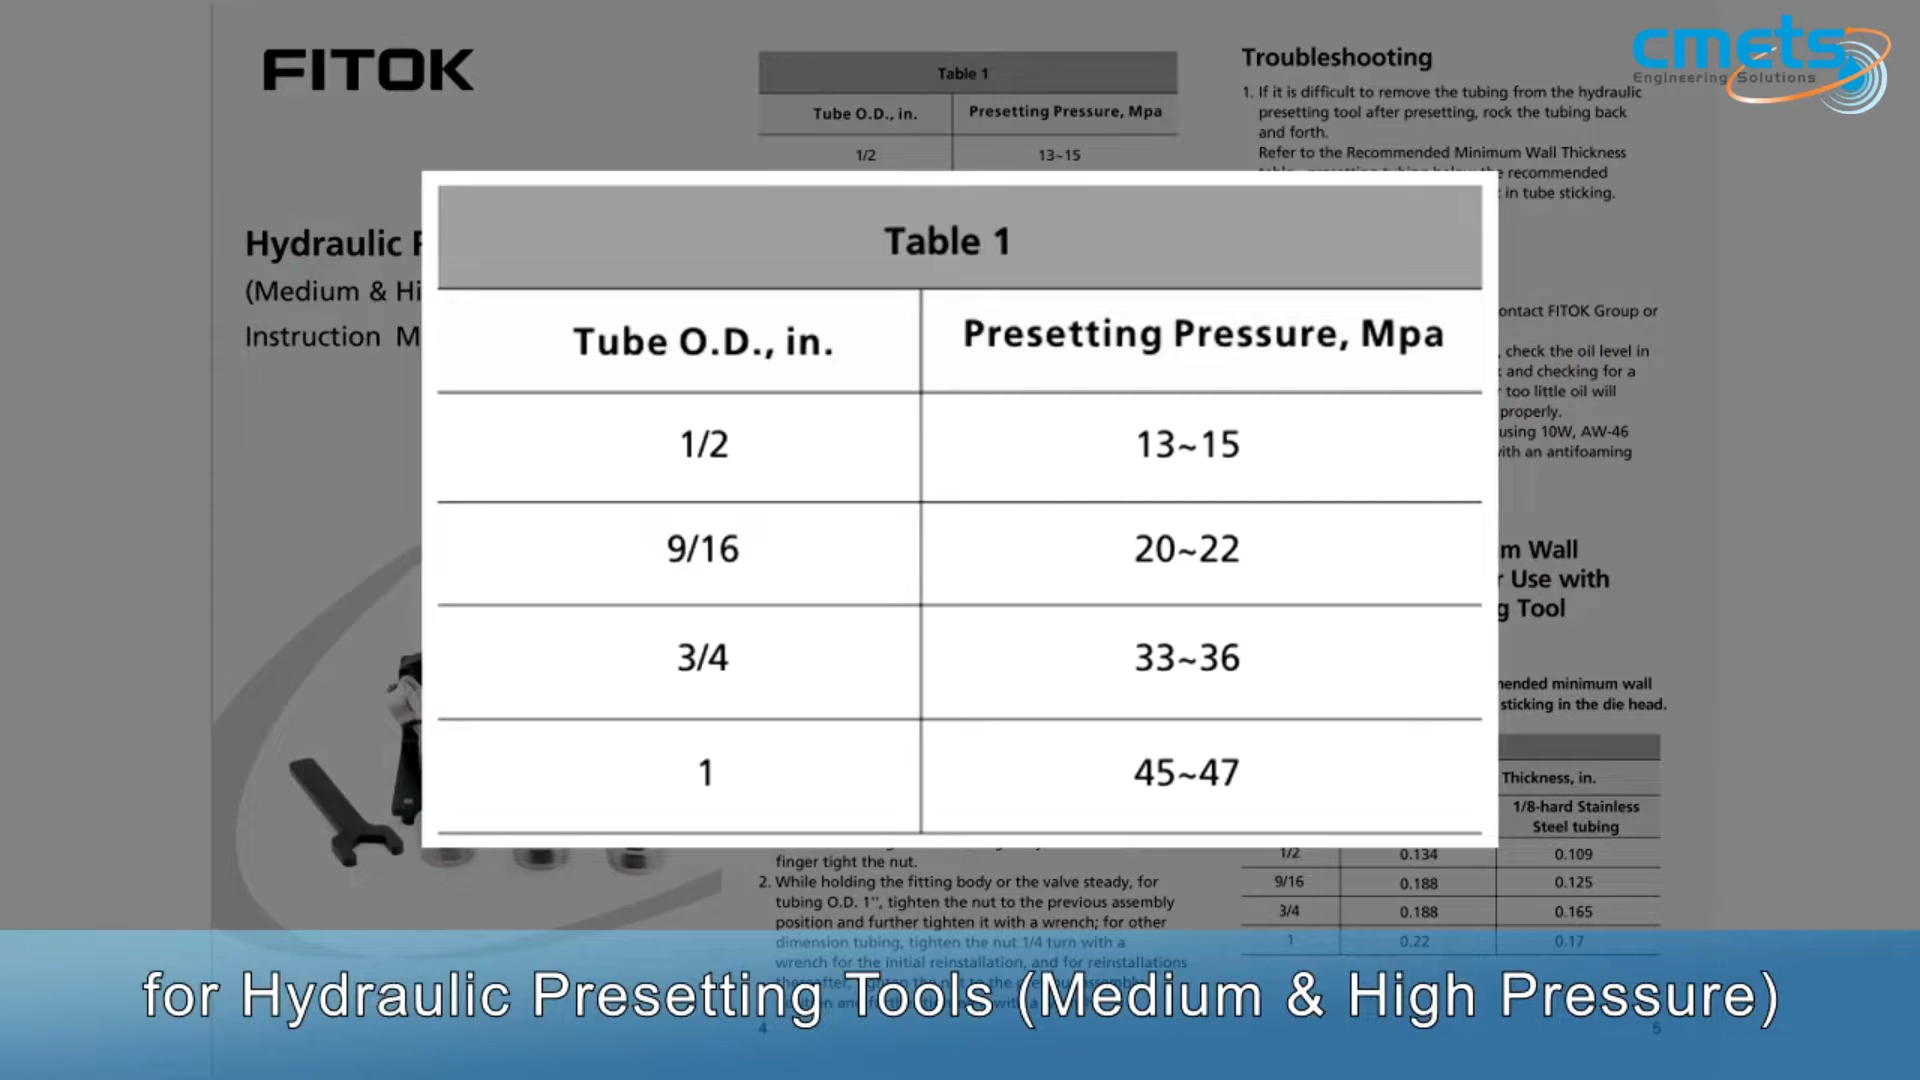 FITOK
Hydraulic
(Medium &
Instruction
Table 1
Tube O.D., in. Presetting Pressure, Mpa
1/2 13~15
Troubleshooting
1. If it is difficult to remove the tubing from the hydraulic
presetting tool after presetting, rock the tubing back
and forth.
Refer to the Recommended Minimum Wall Thickness
recommended
in tube sticking.
cmets
Engineering Solutions
Table 1
Tube O.D., in. Presetting Pressure, Mpa
1/2 13~15
9/16 20~22
3/4 33~36
1 45~47
contact FITOK Group or
, check the oil level in
and checking for a
too little oil will
properly.
using 10W, AW-46
with an antifoaming
Wall
Use with
Tool
minimum wall
sticking in the die head.
Thickness, in.
1/8-hard Stainless
Steel tubing
1/2 0.134 0.109
9/16 0.188 0.125
3/4 0.188 0.165
1 0.22 0.17
finger tight the nut.
2. While holding the fitting body or the valve steady, for
tubing O.D. 1", tighten the nut to the previous assembly
position and further tighten it with a wrench; for other
dimension tubing, tighten the nut 1/4 turn with a
wrench for the initial reinstallation, and for reinstallations
4
5
for Hydraulic Presetting Tools (Medium & High Pressure)